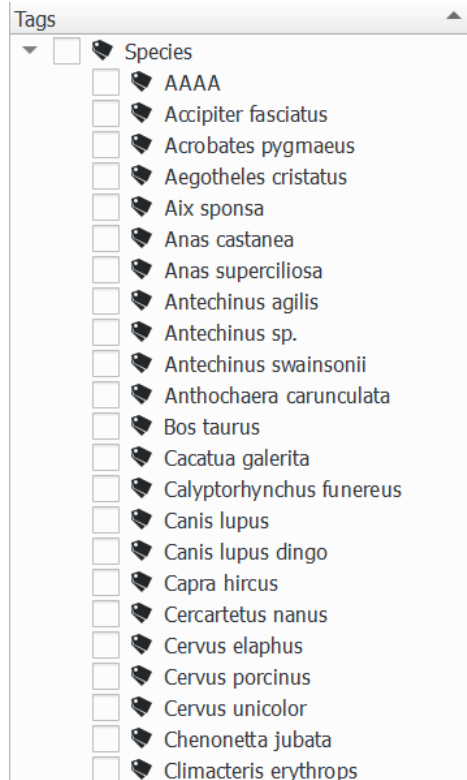 Tags
Species
AAAA
Accipiter fasciatus
Acrobates pygmaeus
Aegotheles cristatus
Aix sponsa
Anas castanea
Anas superciliosa
Antechinus agilis
Antechinus sp.
Antechinus swainsonii
Anthochaera carunculata
Bos taurus
Cacatua galerita
Calyptorhynchus funereus
Canis lupus
Canis lupus dingo
Capra hircus
Cercartetus nanus
Cervus elaphus
Cervus porcinus
Cervus unicolor
Chenonetta jubata
Climacteris erythrops